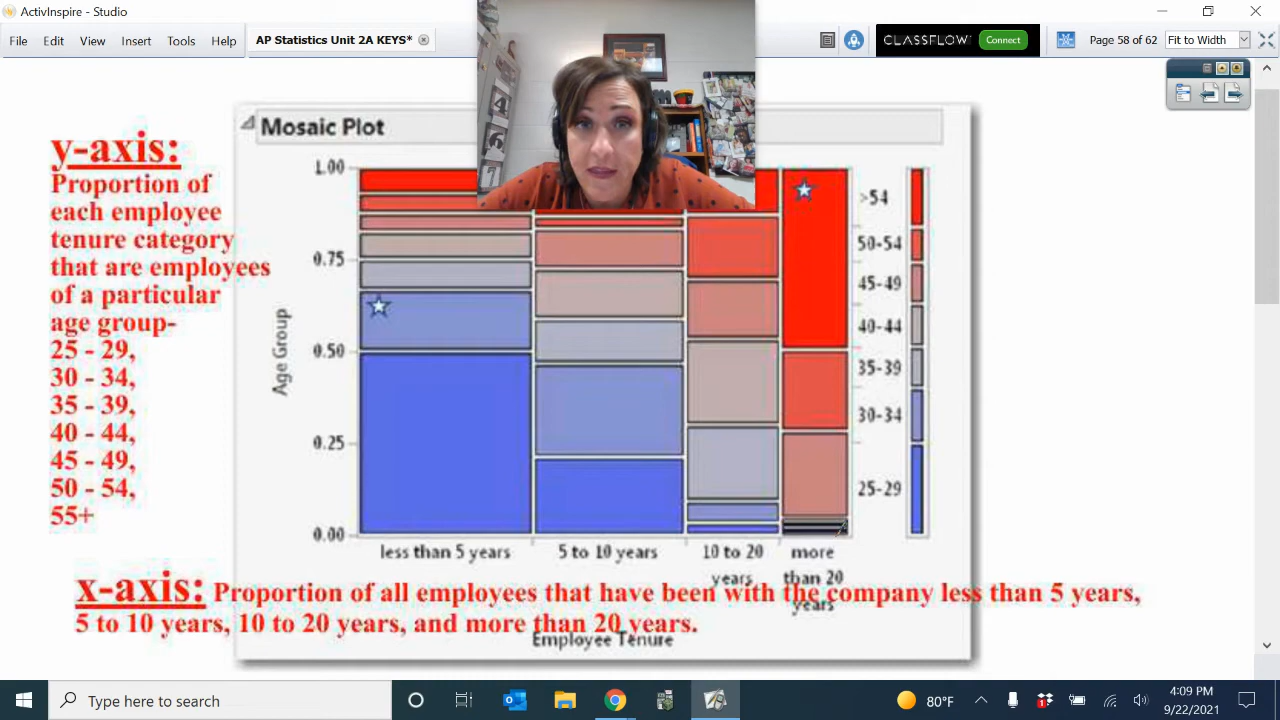 ActivInspire - Studio
File Edit View Insert Tools Help AP Statistics Unit 2A KEYS* CLASSFLOW Connect Page 58 of 62 Fit to Width
Mosaic Plot
y-axis:
Proportion of
each employee
tenure category
that are employees
of a particular
age group-
25 - 29,
30 - 34,
35 - 39,
40 - 44,
45 - 49,
50 - 54,
55+
Age Group
1.00
0.75
0.50
0.25
0.00
4
6
7
>54
50-54
45-49
40-44
35-39
30-34
25-29
less than 5 years
5 to 10 years
10 to 20
years
more
than 20
years
x-axis: Proportion of all employees that have been with the company less than 5 years,
5 to 10 years, 10 to 20 years, and more than 20 years.
Employee Tenure
Type here to search
80°F
4:09 PM
9/22/2021